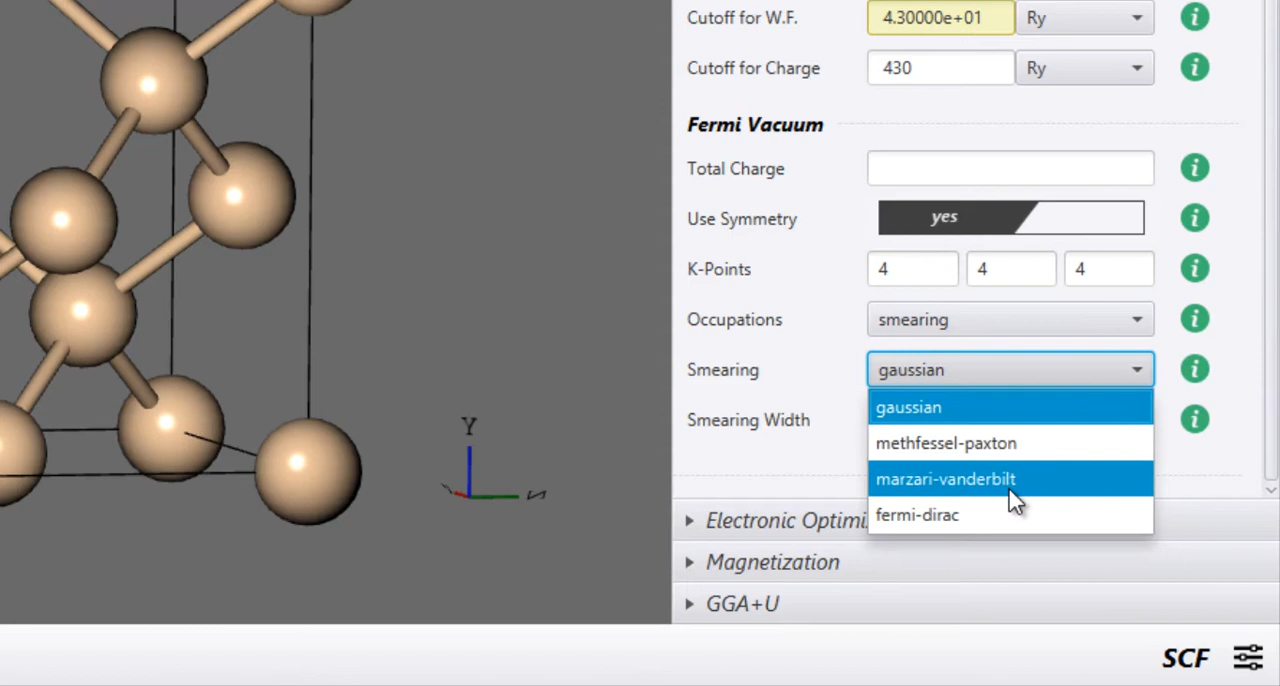 Cutoff for W.F. 4.30000e+01 Ry
Cutoff for Charge 430 Ry
Fermi Vacuum
Total Charge
Use Symmetry yes
K-Points 4 4 4
Occupations smearing
Smearing gaussian
gaussian
Smearing Width
methfessel-paxton
marzari-vanderbilt
fermi-dirac
Electronic
Magnetization
GGA+U
Y
SCF